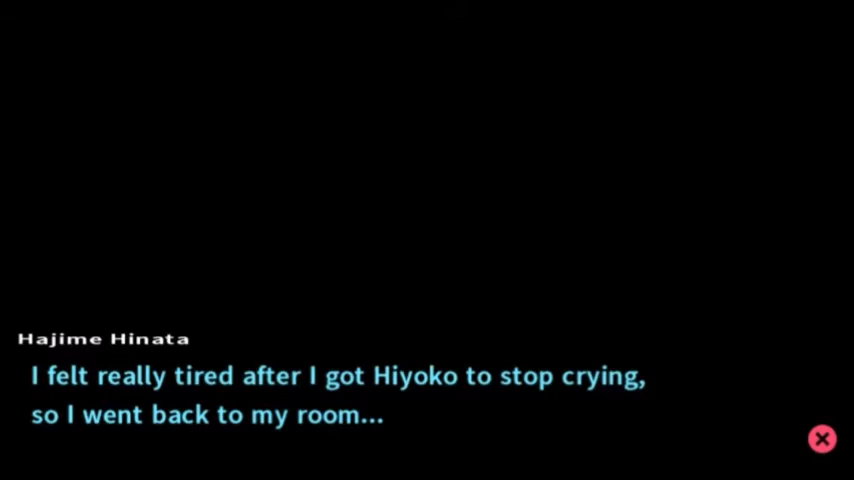 Hajime Hinata
I felt really tired after I got Hiyoko to stop crying,
so I went back to my room...